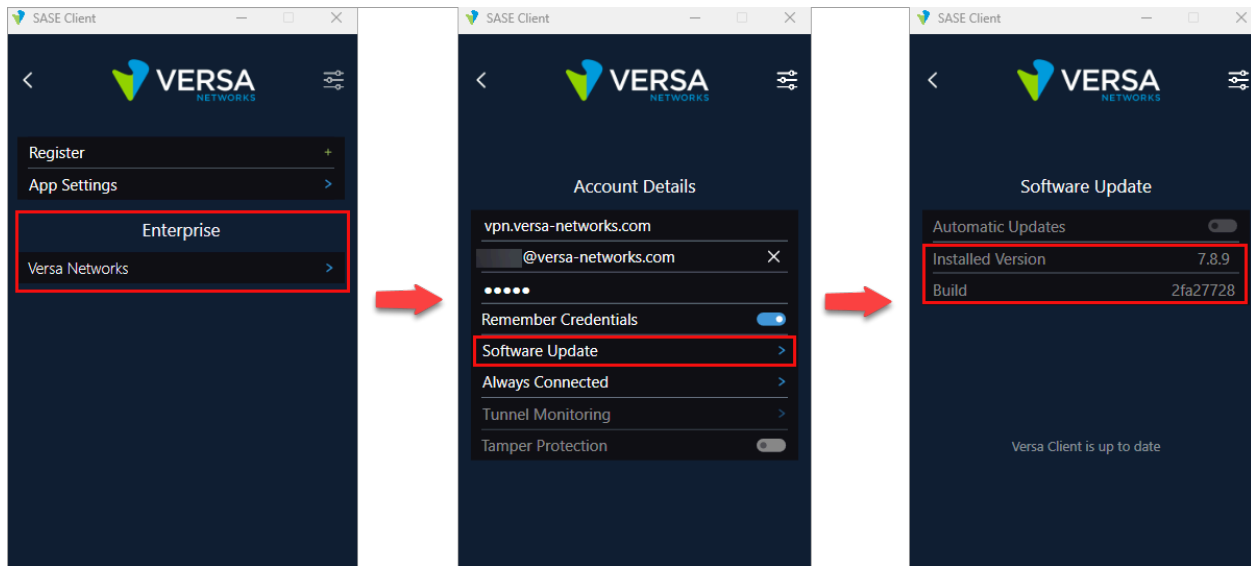 SASE Client
VERSA
NETWORKS
Register
App Settings
Enterprise
Versa Networks
SASE Client
VERSA
NETWORKS
Account Details
vpn.versa-networks.com
@versa-networks.com
Remember Credentials
Software Update
Always Connected
Tunnel Monitoring
Tamper Protection
SASE Client
VERSA
NETWORKS
Software Update
Automatic Updates
Installed Version 7.8.9
Build 2fa27728
Versa Client is up to date